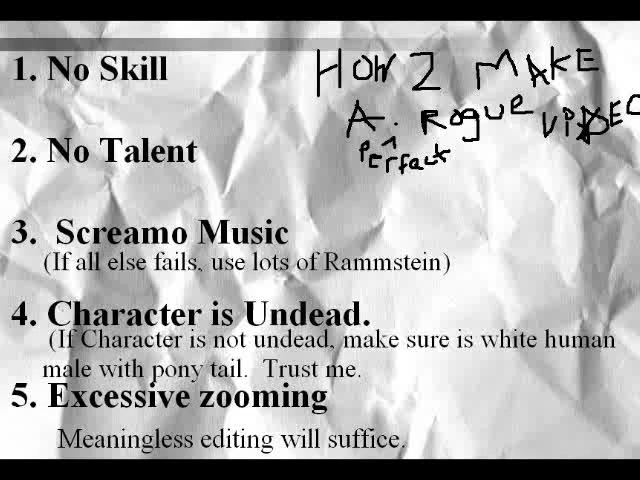 HOW 2 MAKE
A. ROGUE VIDEO
PERfect
1. No Skill
2. No Talent
3. Screamo Music
(If all else fails, use lots of Rammstein)
4. Character is Undead.
(If Character is not undead, make sure is white human
male with pony tail. Trust me.
5. Excessive zooming
Meaningless editing will suffice.